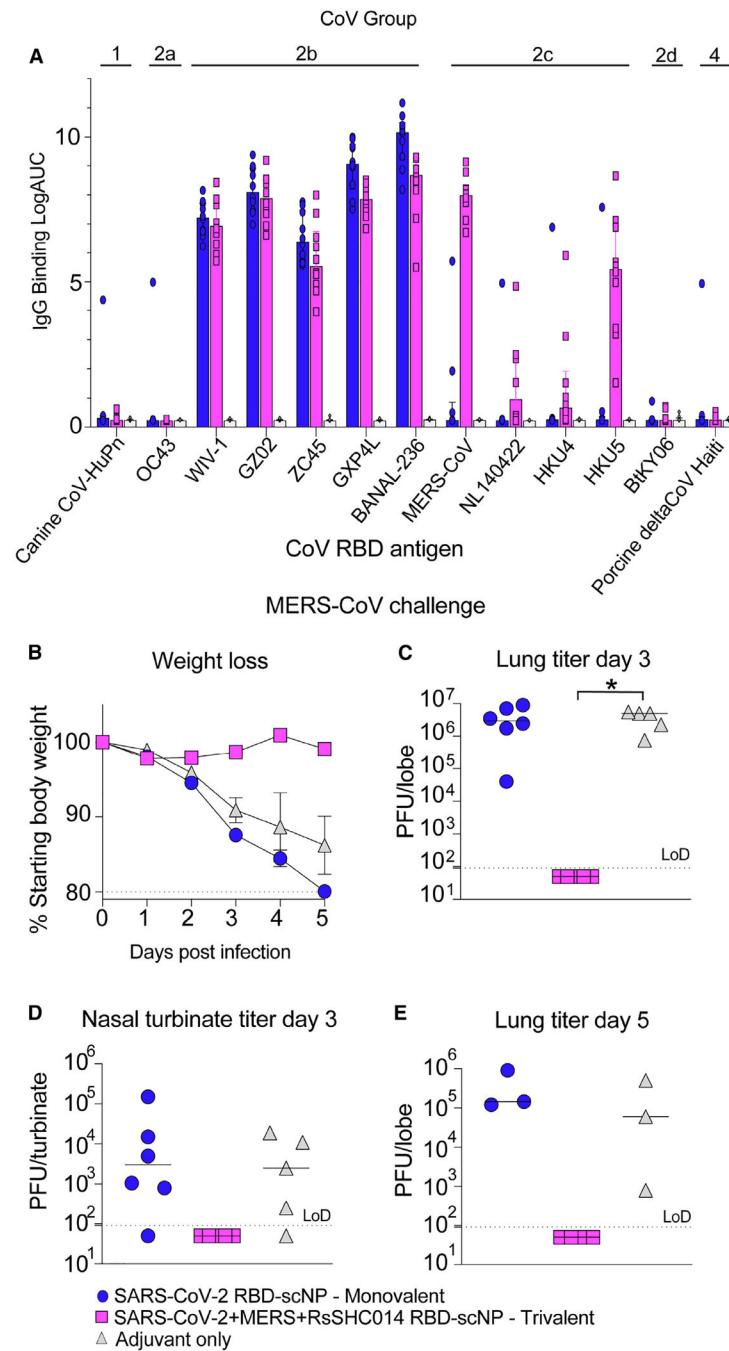 CoV Group
A
1 2a 2b 2c 2d 4
IgG Binding LogAUC
10
5
0
Canine CoV-HuPn
OC43
WIV-1
GZ02
ZC45
GXP4L
BANAL-236
MERS-CoV
NL140422
HKU4
HKU5
BtKY06
Porcine deltaCoV Haiti
CoV RBD antigen
MERS-CoV challenge
B
Weight loss
% Starting body weight
100
90
80
0 1 2 3 4 5
Days post infection
C
Lung titer day 3
*
PFU/lobe
10^7
10^6
10^5
10^4
10^3
10^2
10^1
LoD
D
Nasal turbinate titer day 3
PFU/turbinate
10^6
10^5
10^4
10^3
10^2
10^1
LoD
E
Lung titer day 5
PFU/lobe
10^6
10^5
10^4
10^3
10^2
10^1
LoD
SARS-CoV-2 RBD-scNP - Monovalent
SARS-CoV-2+MERS+RsSHC014 RBD-scNP - Trivalent
Adjuvant only